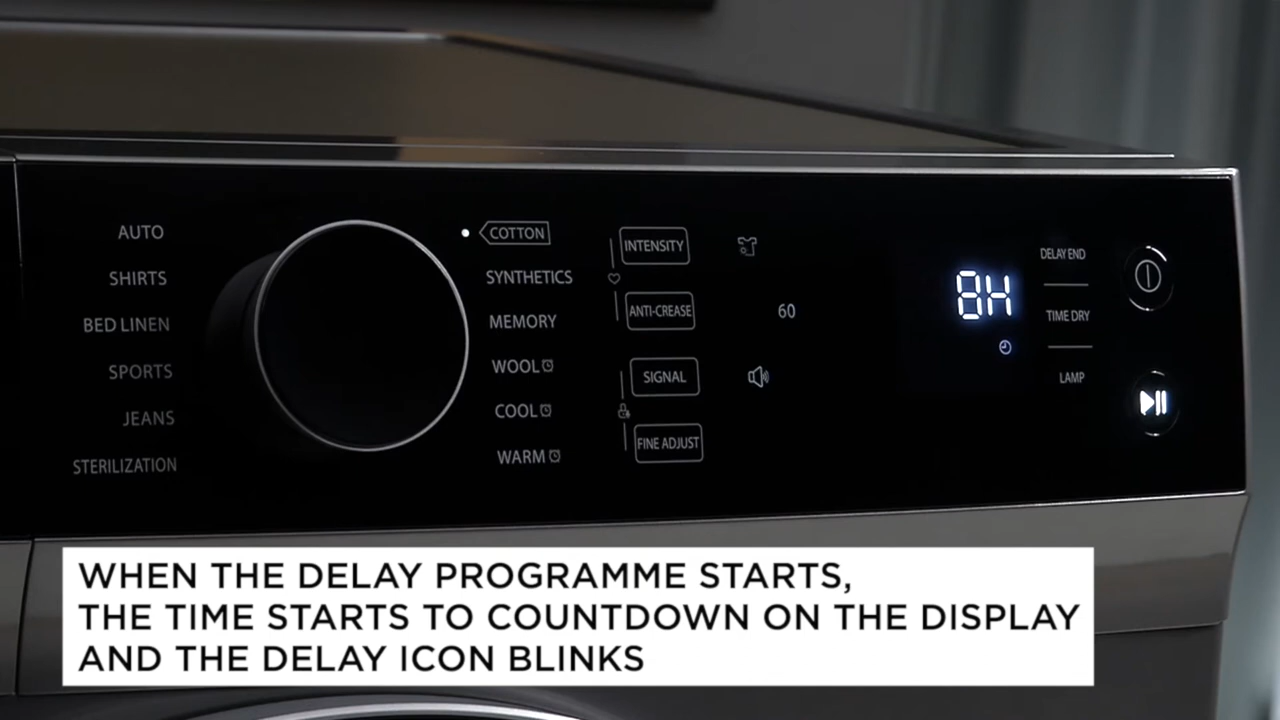 AUTO
SHIRTS
BED LINEN
SPORTS
JEANS
STERILIZATION
COTTON
SYNTHETICS
MEMORY
WOOL
COOL
WARM
INTENSITY
ANTI-CREASE
SIGNAL
FINE ADJUST
60
8H
DELAY END
TIME DRY
LAMP
WHEN THE DELAY PROGRAMME STARTS,
THE TIME STARTS TO COUNTDOWN ON THE DISPLAY
AND THE DELAY ICON BLINKS